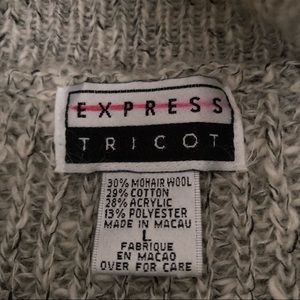 EXPRESS
TRICOT
30% MOHAIR WOOL
29% COTTON
28% ACRYLIC
13% POLYESTER
MADE IN MACAU
L
FABRIQUE
EN MACAO
OVER FOR CARE